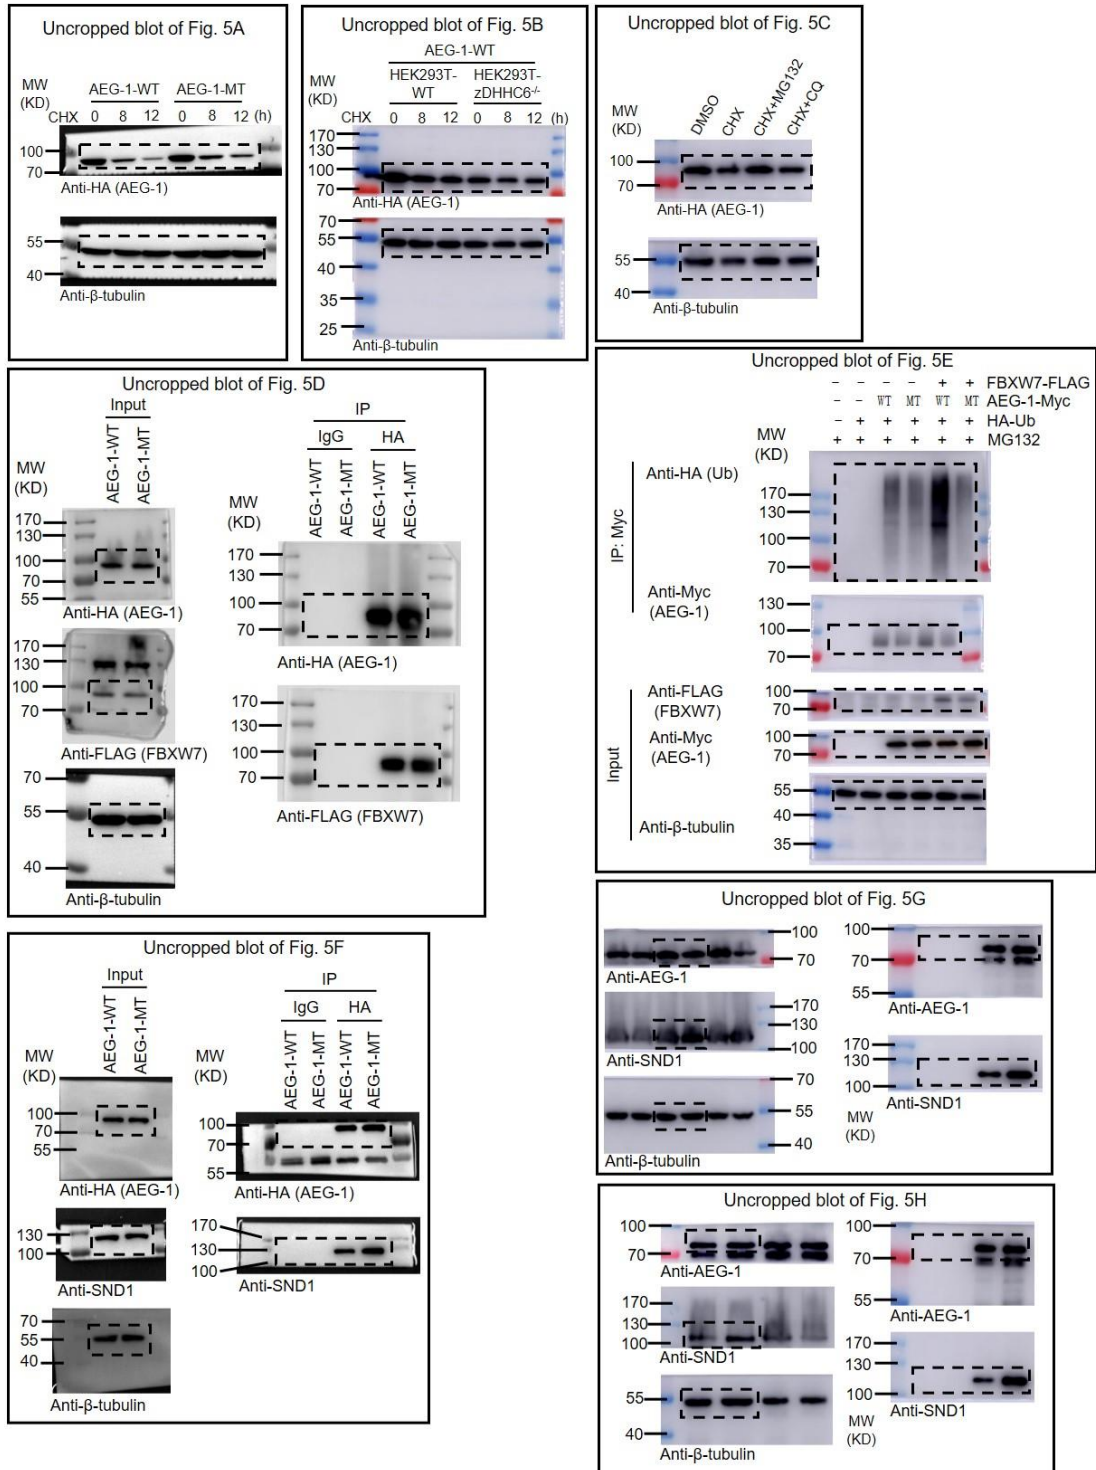 Uncropped blot of Fig. 5A
MW
(KD)
AEG-1-WT AEG-1-MT
CHX 0 8 12 0 8 12 (h)
100
70
Anti-HA (AEG-1)
55
40
Anti-β-tubulin
Uncropped blot of Fig. 5B
AEG-1-WT
MW
(KD)
HEK293T-
WT
HEK293T-
zDHHC6-/-
CHX 0 8 12 0 8 12 (h)
170
130
100
70
Anti-HA (AEG-1)
70
55
40
35
25
Anti-β-tubulin
Uncropped blot of Fig. 5C
MW
(KD)
DMSO
CHX
CHX+MG132
CHX+CQ
100
70
Anti-HA (AEG-1)
55
40
Anti-β-tubulin
Uncropped blot of Fig. 5D
Input
MW
(KD)
AEG-1-WT
AEG-1-MT
170
130
100
70
55
Anti-HA (AEG-1)
170
130
100
70
Anti-FLAG (FBXW7)
70
55
40
Anti-β-tubulin
IP
IgG HA
MW
(KD)
AEG-1-WT
AEG-1-MT
AEG-1-WT
AEG-1-MT
170
130
100
70
Anti-HA (AEG-1)
170
130
100
70
Anti-FLAG (FBXW7)
Uncropped blot of Fig. 5E
- - - - + + FBXW7-FLAG
- - WT MT WT MT AEG-1-Myc
- + + + + + HA-Ub
+ + + + + + MG132
MW
(KD)
IP: Myc
Anti-HA (Ub)
170
130
100
70
Anti-Myc
(AEG-1)
130
100
70
Input
Anti-FLAG
(FBXW7)
100
70
Anti-Myc
(AEG-1)
100
70
55
40
35
Anti-β-tubulin
Uncropped blot of Fig. 5F
Input
MW
(KD)
AEG-1-WT
AEG-1-MT
100
70
55
Anti-HA (AEG-1)
130
100
Anti-SND1
70
55
40
Anti-β-tubulin
IP
IgG HA
MW
(KD)
AEG-1-WT
AEG-1-MT
AEG-1-WT
AEG-1-MT
100
70
55
Anti-HA (AEG-1)
170
130
100
Anti-SND1
Uncropped blot of Fig. 5G
100
70
Anti-AEG-1
170
130
100
Anti-SND1
70
55
40
Anti-β-tubulin
100
70
55
Anti-AEG-1
170
130
100
Anti-SND1
MW
(KD)
Uncropped blot of Fig. 5H
100
70
Anti-AEG-1
170
130
100
Anti-SND1
55
40
Anti-β-tubulin
100
70
55
Anti-AEG-1
170
130
100
Anti-SND1
MW
(KD)